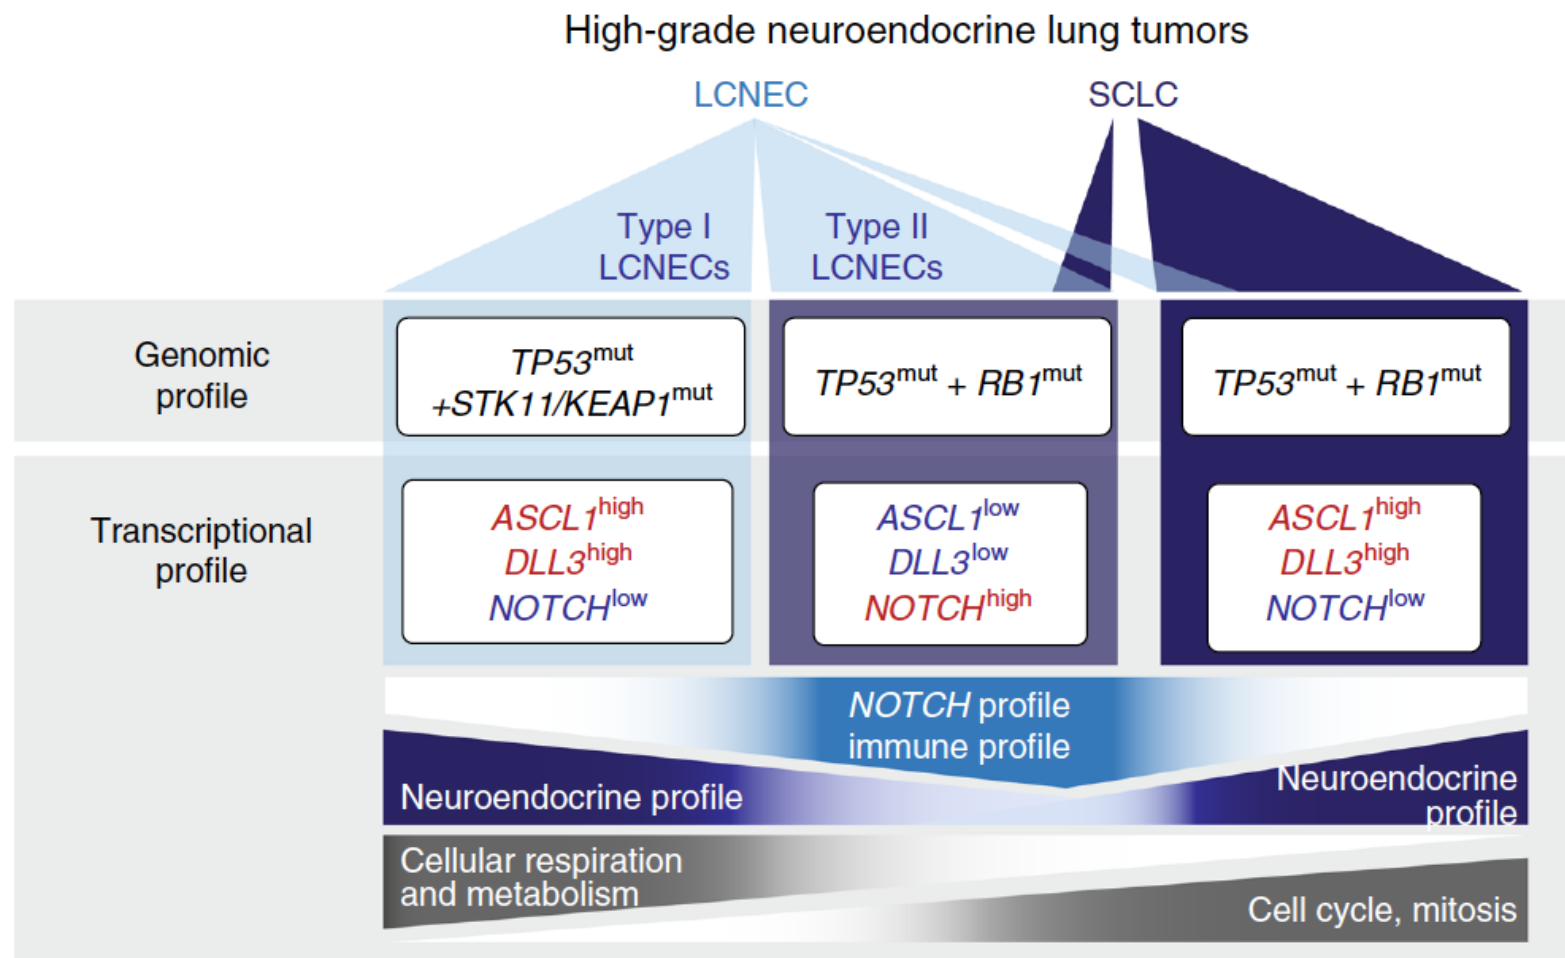 High-grade neuroendocrine lung tumors
LCNEC
SCLC
Type I
LCNECs
Type II
LCNECs
Genomic
profile
TP53mut
+STK11/KEAP1mut
TP53mut + RB1mut
TP53mut + RB1mut
Transcriptional
profile
ASCL1high
DLL3high
NOTCHlow
ASCL1low
DLL3low
NOTCHhigh
ASCL1high
DLL3high
NOTCHlow
NOTCH profile
immune profile
Neuroendocrine profile
Neuroendocrine
profile
Cellular respiration
and metabolism
Cell cycle, mitosis